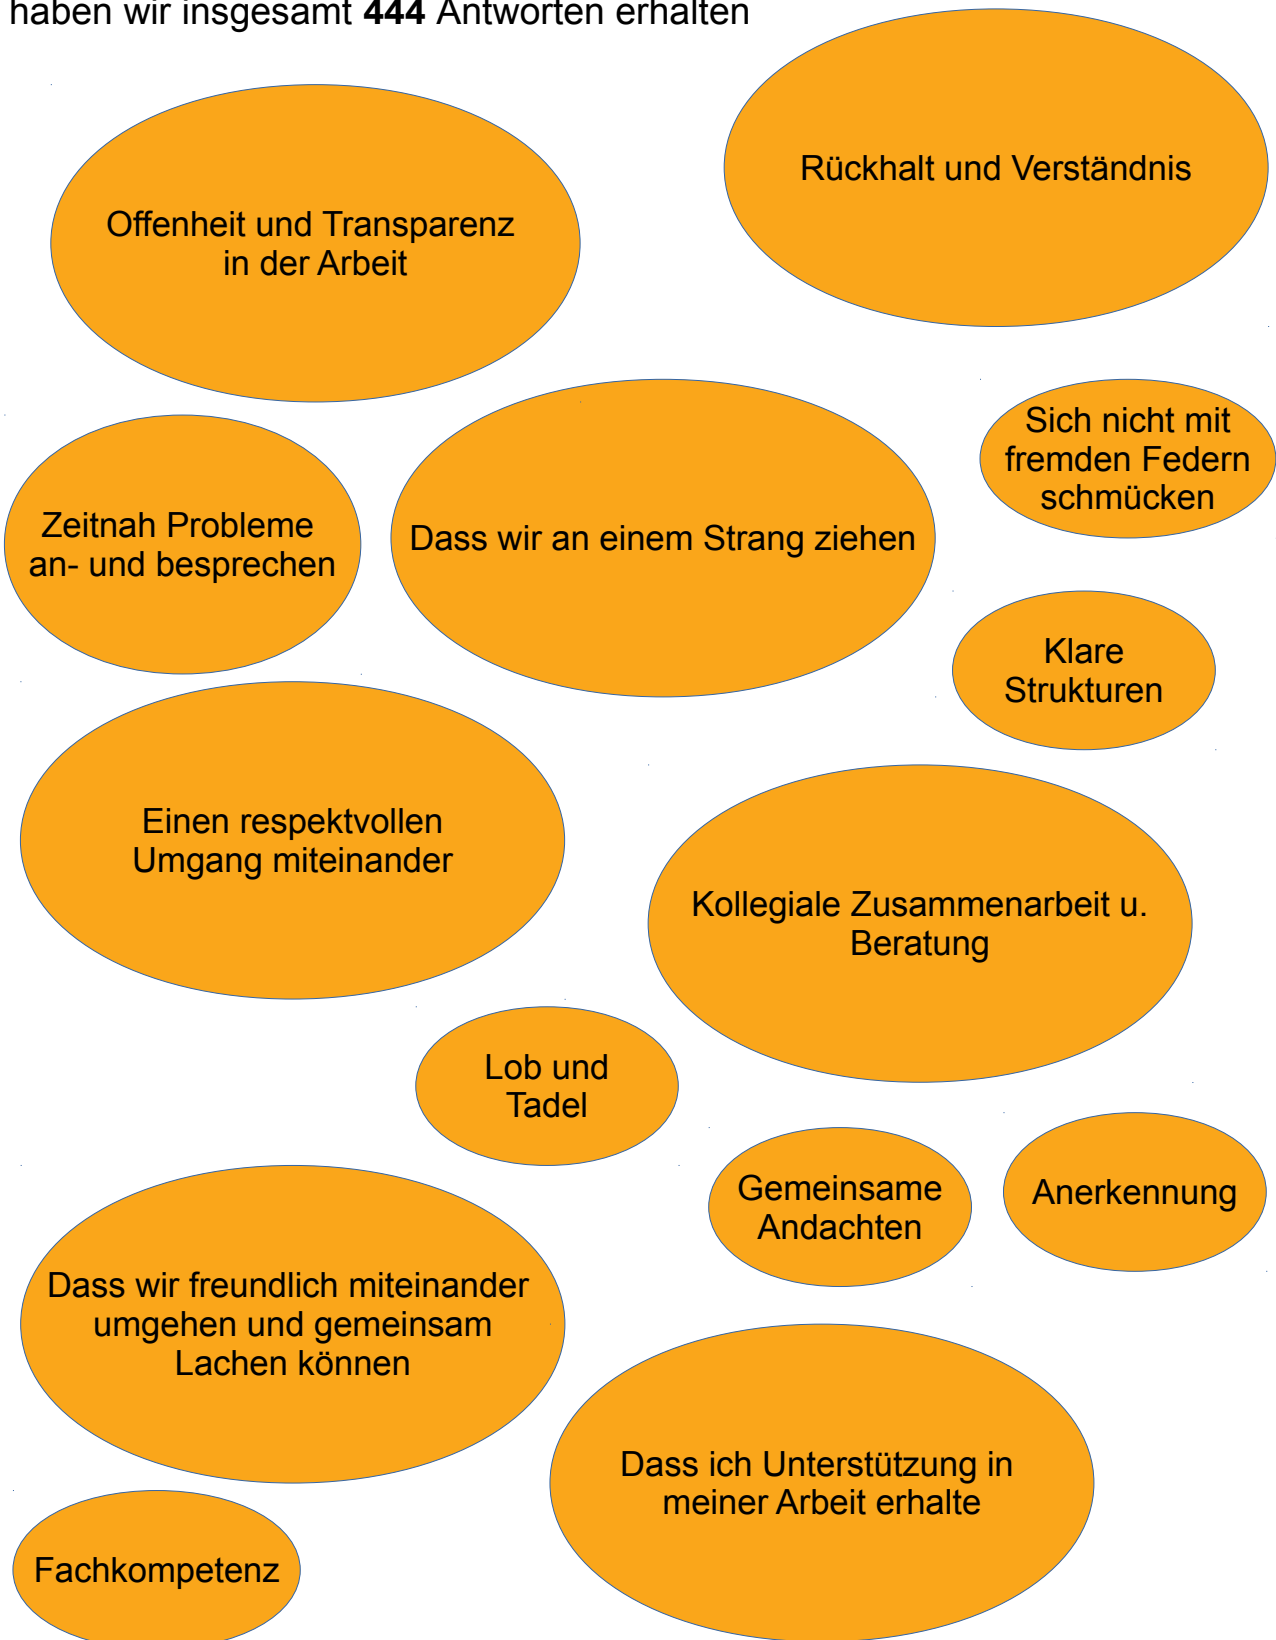 haben wir insgesamt 444 Antworten erhalten
Rückhalt und Verständnis
Offenheit und Transparenz
in der Arbeit
Sich nicht mit
fremden Federn
schmücken
Zeitnah Probleme
an- und besprechen
Dass wir an einem Strang ziehen
Klare
Strukturen
Einen respektvollen
Umgang miteinander
Kollegiale Zusammenarbeit u.
Beratung
Lob und
Tadel
Gemeinsame
Andachten
Anerkennung
Dass wir freundlich miteinander
umgehen und gemeinsam
Lachen können
Dass ich Unterstützung in
meiner Arbeit erhalte
Fachkompetenz